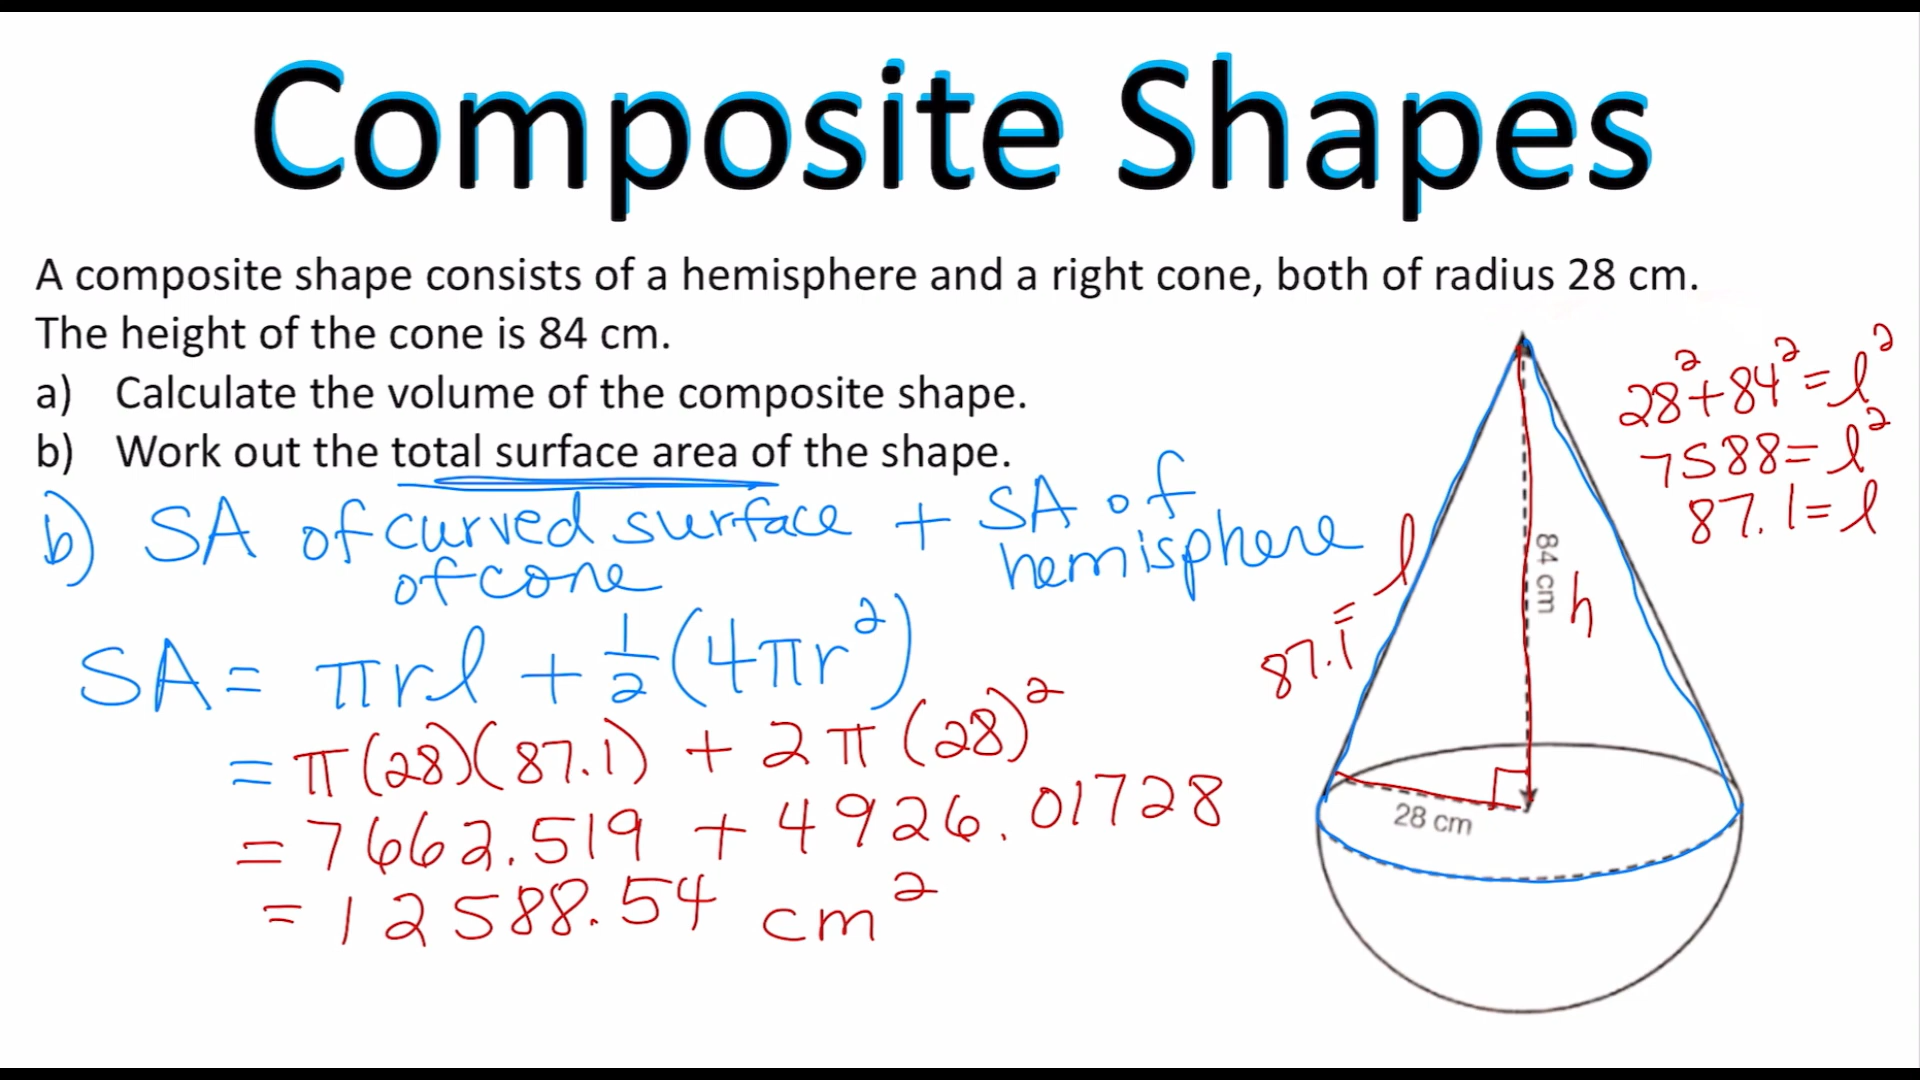 Composite Shapes
A composite shape consists of a hemisphere and a right cone, both of radius 28 cm.
The height of the cone is 84 cm.
a) Calculate the volume of the composite shape.
b) Work out the total surface area of the shape.
b) SA of curved surface + SA of
of cone hemisphere
SA = πrl + 1/2 (4πr²)
= π(28)(87.1) + 2π(28)²
= 7662.519 + 4926.01728
= 12588.54 cm²
28² + 84² = l²
7588 = l²
87.1 = l
l
=
87.1
84 cm
h
28 cm